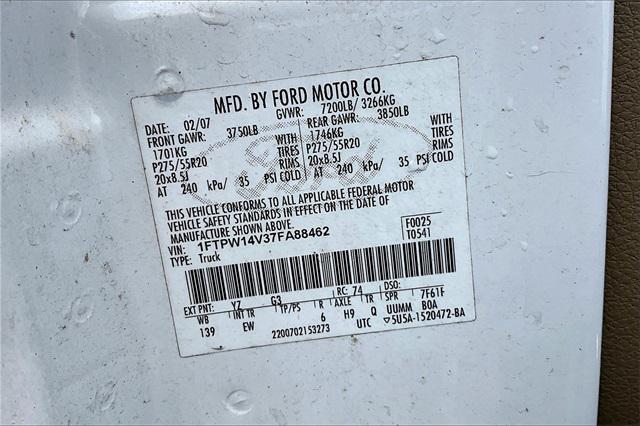 MFD. BY FORD MOTOR CO.
DATE: 02/07 GVWR: 7200LB/ 3266KG
FRONT GAWR: 3750LB REAR GAWR: 3850LB
1701KG WITH 1746KG WITH
P275/55R20 TIRES P275/55R20 TIRES
20x8.5J RIMS 20x8.5J RIMS
AT 240 kPa/ 35 PSI COLD AT 240 kPa/ 35 PSI COLD
Ford
THIS VEHICLE CONFORMS TO ALL APPLICABLE FEDERAL MOTOR
VEHICLE SAFETY STANDARDS IN EFFECT ON THE DATE OF
MANUFACTURE SHOWN ABOVE.
VIN: 1FTPW14V37FA88462 F0025
TYPE: Truck T0541
EXT PNT: YZ G3 RC: 74 DSO:
WB INT TR TP/PS R AXLE TR SPR 7F61F
139 EW 6 H9 Q UUMM B0A
2200702153273 UTC 5U5A-1520472-BA